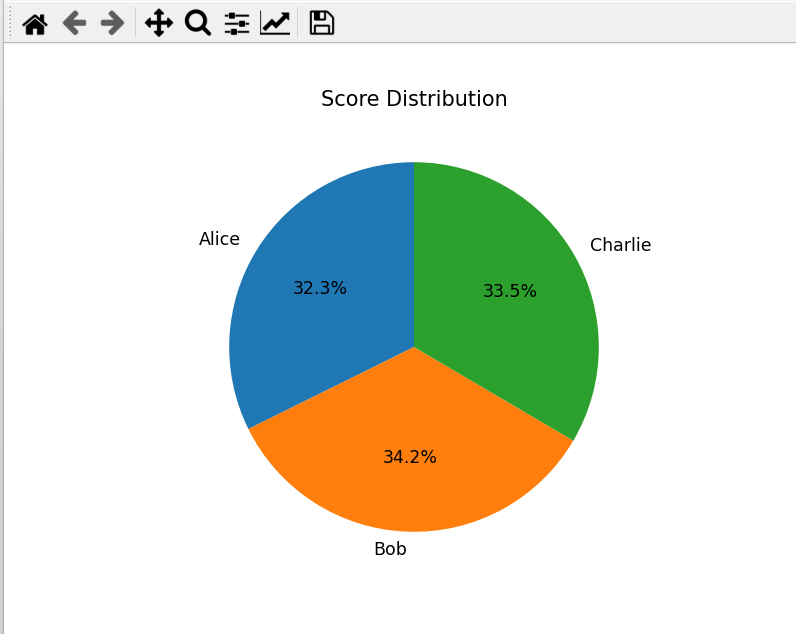 Score Distribution
Alice
Charlie
32.3%
33.5%
34.2%
Bob